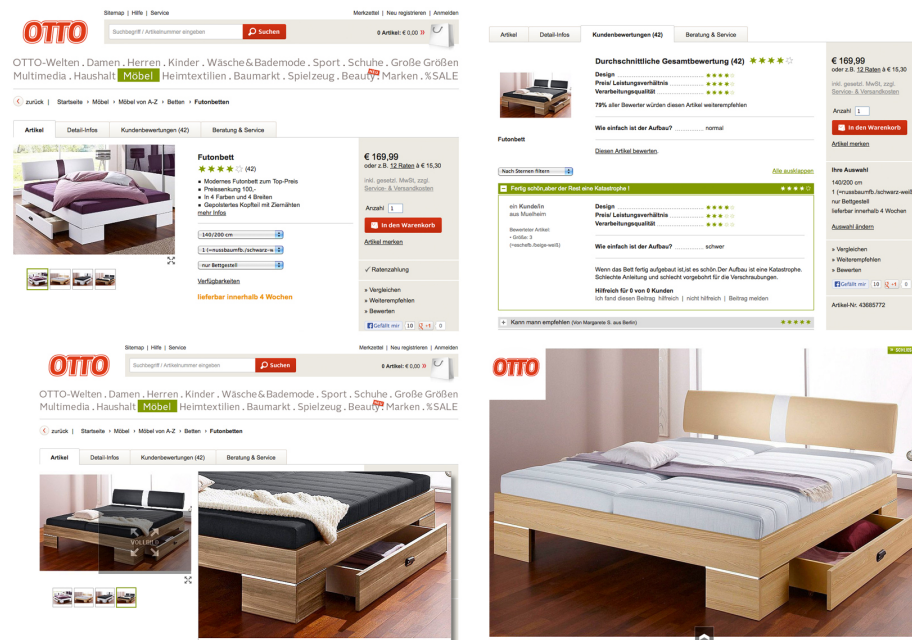 Sitemap | Hilfe | Service
Merkzettel | Neu registrieren | Anmelden
OTTO
Suchbegriff / Artikelnummer eingeben
Suchen
0 Artikel: € 0,00 »
OTTO-Welten . Damen . Herren . Kinder . Wäsche&Bademode . Sport . Schuhe . Große Größen
Multimedia . Haushalt Möbel Heimtextilien . Baumarkt . Spielzeug . Beauty . Marken . %SALE
zurück | Startseite › Möbel › Möbel von A-Z › Betten › Futonbetten
Artikel
Detail-Infos
Kundenbewertungen (42)
Beratung & Service
Futonbett
(42)
Modernes Futonbett zum Top-Preis
Preissenkung 100,-
In 4 Farben und 4 Breiten
Gepolstertes Kopfteil mit Ziernähten
mehr Infos
140/200 cm
1 (=nussbaumfb./schwarz-w
nur Bettgestell
Verfügbarkeiten
lieferbar innerhalb 4 Wochen
€ 169,99
oder z.B. 12 Raten à € 15,30
inkl. gesetzl. MwSt, zzgl.
Service- & Versandkosten
Anzahl 1
In den Warenkorb
Artikel merken
✓ Ratenzahlung
» Vergleichen
» Weiterempfehlen
» Bewerten
Gefällt mir 10 +1 0
Artikel
Detail-Infos
Kundenbewertungen (42)
Beratung & Service
Durchschnittliche Gesamtbewertung (42)
Design
Preis/ Leistungsverhältnis
Verarbeitungsqualität
79% aller Bewerter würden diesen Artikel weiterempfehlen
Wie einfach ist der Aufbau? normal
Futonbett
Diesen Artikel bewerten.
Nach Sternen filtern
Alle ausklappen
Fertig schön,aber der Rest eine Katastrophe !
ein Kunde/in
aus Muelheim
Bewerteter Artikel:
• Größe: 3
(=eschefb./beige-weiß)
Design
Preis/ Leistungsverhältnis
Verarbeitungsqualität
Wie einfach ist der Aufbau? schwer
Wenn das Bett fertig aufgebaut ist,ist es schön.Der Aufbau ist eine Katastrophe.
Schlechte Anleitung und schlecht vorgebohrt für die Verschraubungen.
Hilfreich für 0 von 0 Kunden
Ich fand diesen Beitrag hilfreich | nicht hilfreich | Beitrag melden
+ Kann mann empfehlen (Von Margarete S. aus Berlin)
€ 169,99
oder z.B. 12 Raten à € 15,30
inkl. gesetzl. MwSt, zzgl.
Service- & Versandkosten
Anzahl 1
In den Warenkorb
Artikel merken
Ihre Auswahl
140/200 cm
1 (=nussbaumfb./schwarz-weiß
nur Bettgestell
lieferbar innerhalb 4 Wochen
Auswahl ändern
» Vergleichen
» Weiterempfehlen
» Bewerten
Gefällt mir 10 +1 0
Artikel-Nr. 43685772
Sitemap | Hilfe | Service
Merkzettel | Neu registrieren | Anmelden
OTTO
Suchbegriff / Artikelnummer eingeben
Suchen
0 Artikel: € 0,00 »
OTTO-Welten . Damen . Herren . Kinder . Wäsche&Bademode . Sport . Schuhe . Große Größen
Multimedia . Haushalt Möbel Heimtextilien . Baumarkt . Spielzeug . Beauty . Marken . %SALE
zurück | Startseite › Möbel › Möbel von A-Z › Betten › Futonbetten
Artikel
Detail-Infos
Kundenbewertungen (42)
Beratung & Service
VOLLBILD
OTTO